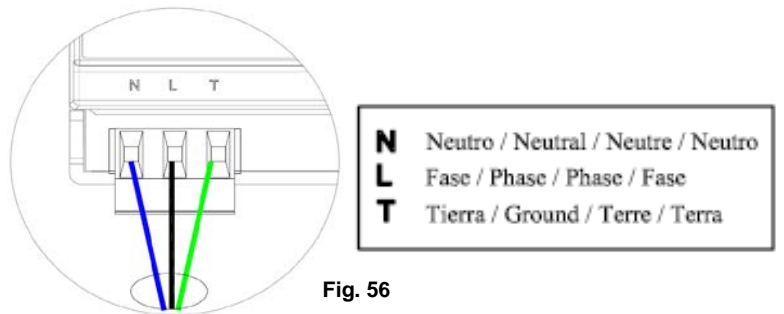 N L T
N Neutro / Neutral / Neutre / Neutro
L Fase / Phase / Phase / Fase
T Tierra / Ground / Terre / Terra
Fig. 56